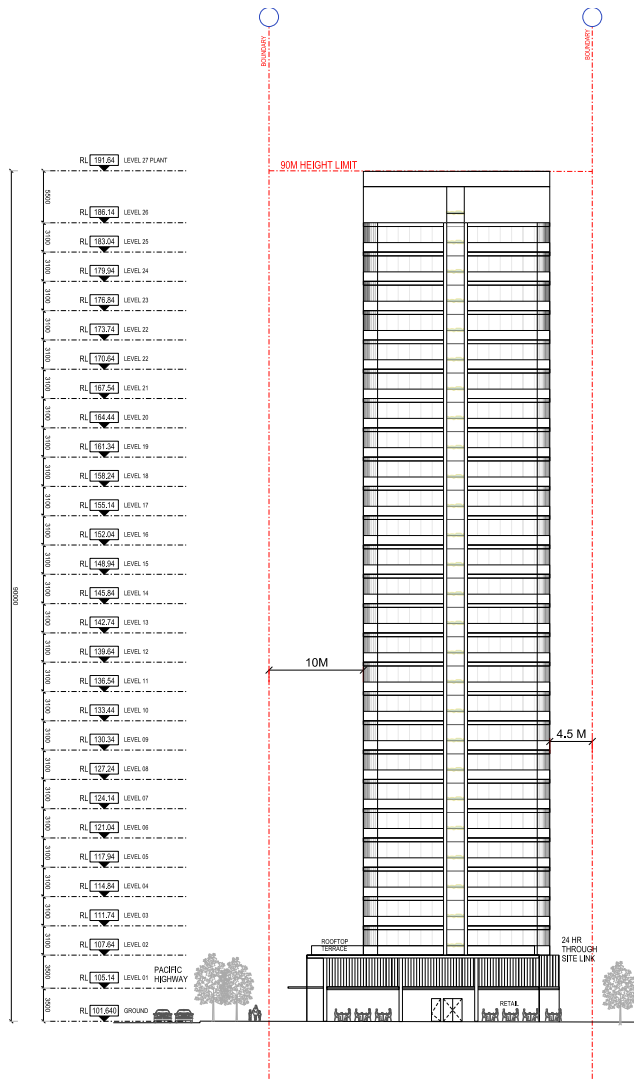 BOUNDARY
BOUNDARY
RL 191.64 LEVEL 27 PLANT
90M HEIGHT LIMIT
5500
RL 186.14 LEVEL 26
3100
RL 183.04 LEVEL 25
3100
RL 179.94 LEVEL 24
3100
RL 176.84 LEVEL 23
3100
RL 173.74 LEVEL 22
3100
RL 170.64 LEVEL 22
3100
RL 167.54 LEVEL 21
3100
RL 164.44 LEVEL 20
3100
RL 161.34 LEVEL 19
3100
RL 158.24 LEVEL 18
3100
RL 155.14 LEVEL 17
3100
RL 152.04 LEVEL 16
3100
RL 148.94 LEVEL 15
3100
RL 145.84 LEVEL 14
90000
3100
RL 142.74 LEVEL 13
3100
RL 139.64 LEVEL 12
10M
3100
RL 136.54 LEVEL 11
3100
RL 133.44 LEVEL 10
3100
RL 130.34 LEVEL 09
4.5 M
3100
RL 127.24 LEVEL 08
3100
RL 124.14 LEVEL 07
3100
RL 121.04 LEVEL 06
3100
RL 117.94 LEVEL 05
3100
RL 114.84 LEVEL 04
3100
RL 111.74 LEVEL 03
3100
RL 107.64 LEVEL 02
ROOFTOP
TERRACE
24 HR
THROUGH
SITE LINK
3500
RL 105.14 LEVEL 01
PACIFIC
HIGHWAY
3500
RL 101.640 GROUND
RETAIL